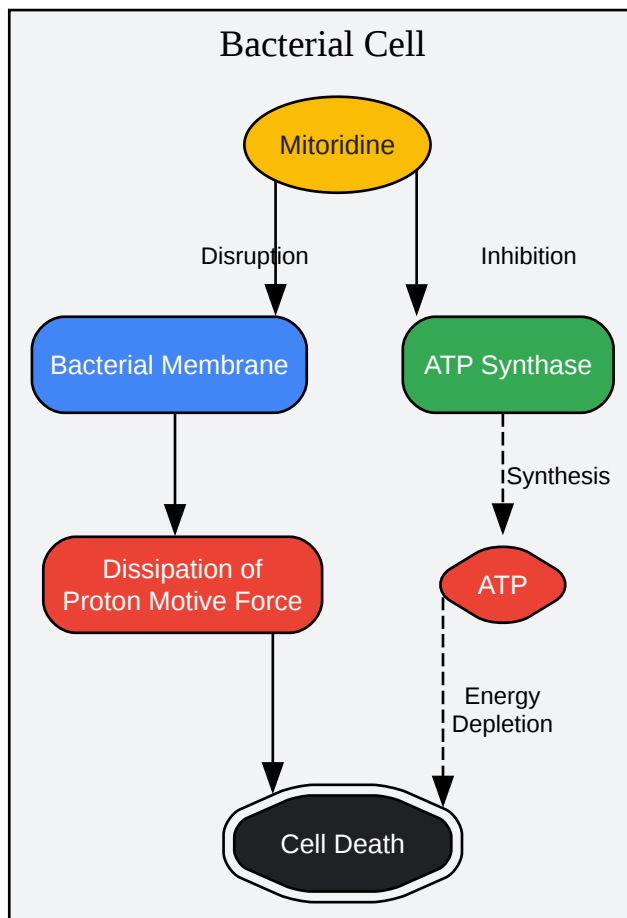 Bacterial Cell
Mitoridine
Disruption
Inhibition
Bacterial Membrane
ATP Synthase
Synthesis
Dissipation of
Proton Motive Force
ATP
Energy
Depletion
Cell Death